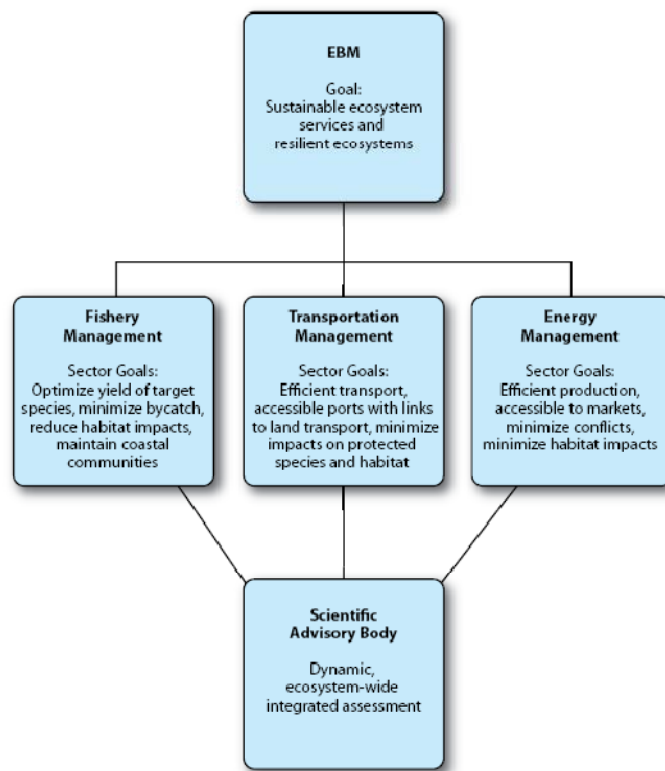 EBM
Goal:
Sustainable ecosystem
services and
resilient ecosystems
Fishery
Management
Sector Goals:
Optimize yield of target
species, minimize bycatch,
reduce habitat impacts,
maintain coastal
communities
Transportation
Management
Sector Goals:
Efficient transport,
accessible ports with links
to land transport, minimize
impacts on protected
species and habitat
Energy
Management
Sector Goals:
Efficient production,
accessible to markets,
minimize conflicts,
minimize habitat impacts
Scientific
Advisory Body
Dynamic,
ecosystem-wide
integrated assessment